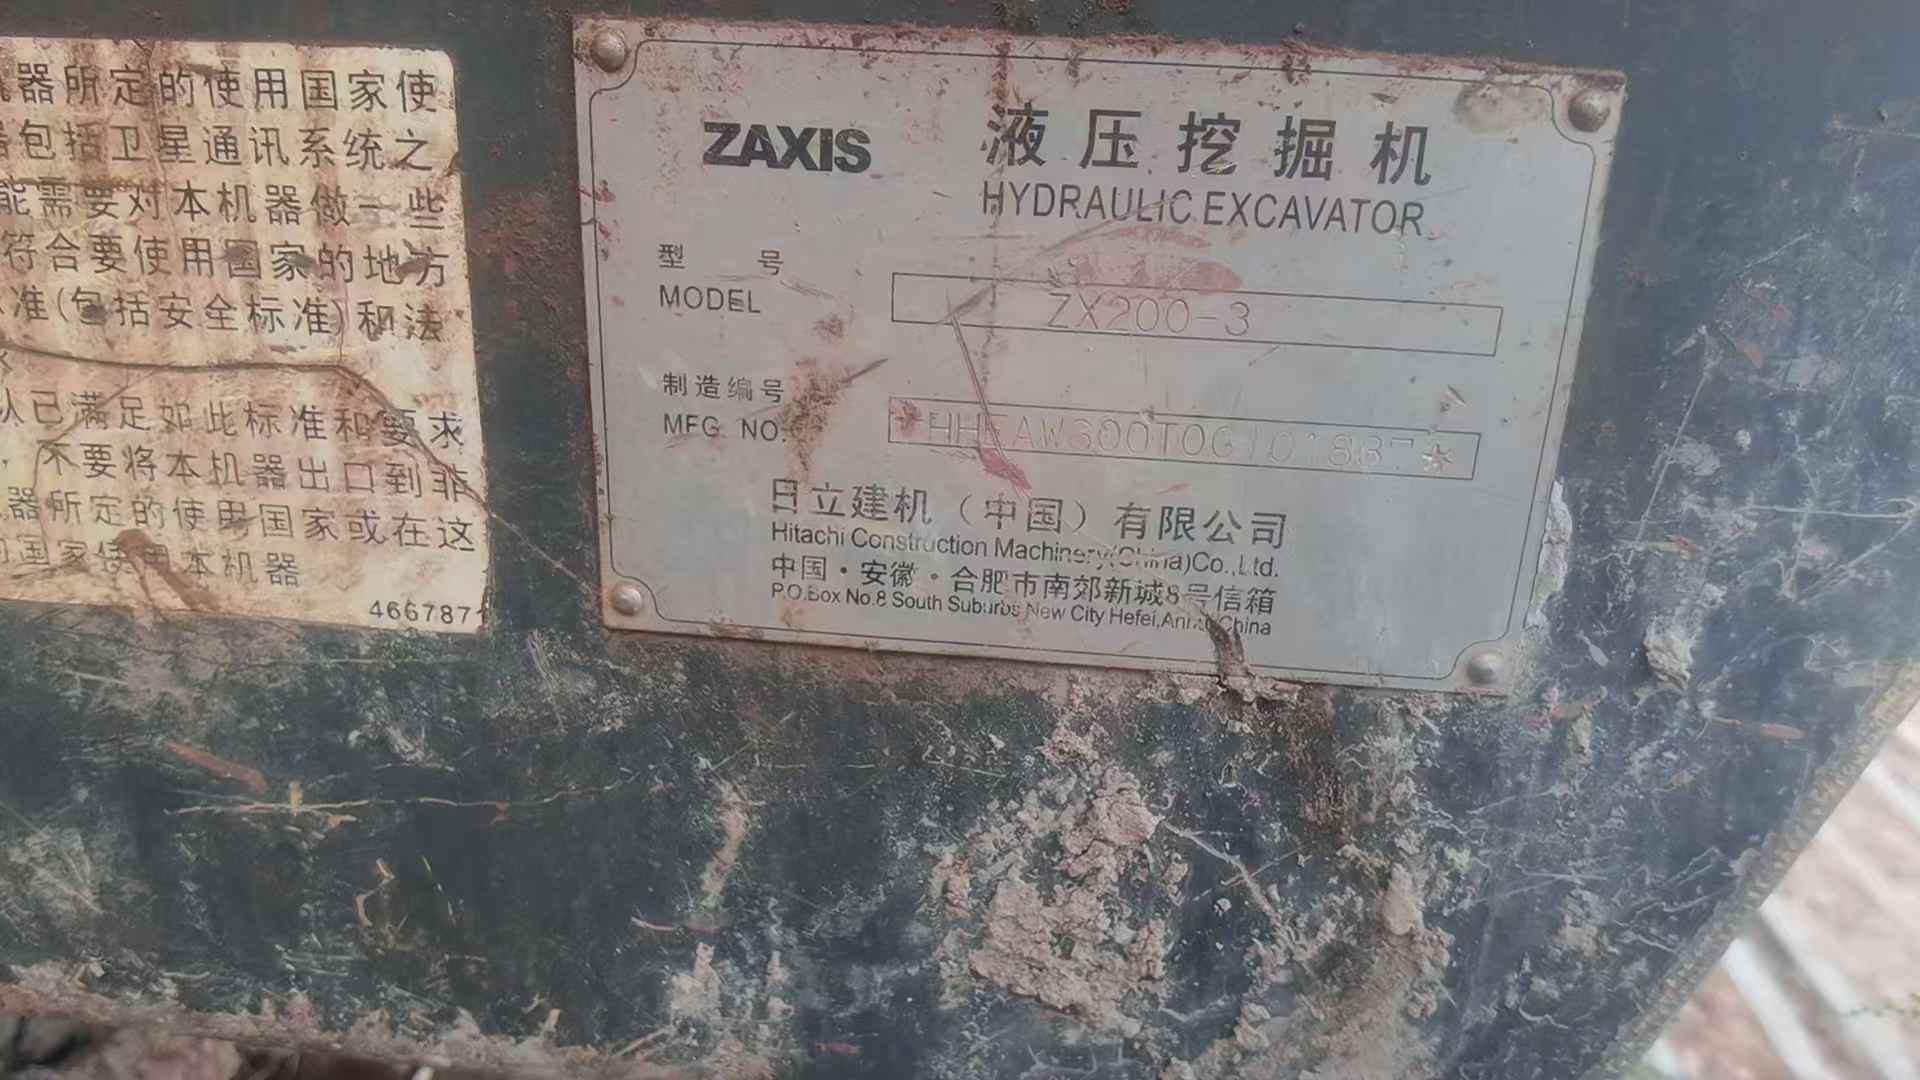 机器所定的使用国家使
包括卫星通讯系统之
能需要对本机器做一些
符合要使用国家的地方
准(包括安全标准)和法
认已满足如此标准和要求
，不要将本机器出口到非
器所定的使用国家或在这
的国家使用本机器
466787
ZAXIS
液压挖掘机
HYDRAULIC EXCAVATOR
型 号
MODEL
ZX200-3
制造编号
MFG NO.
日立建机（中国）有限公司
Hitachi Construction Machinery(China)Co.,Ltd.
中国·安徽·合肥市南郊新城8号信箱
P.O.Box No.8 South Suburbs New City Hefei, China